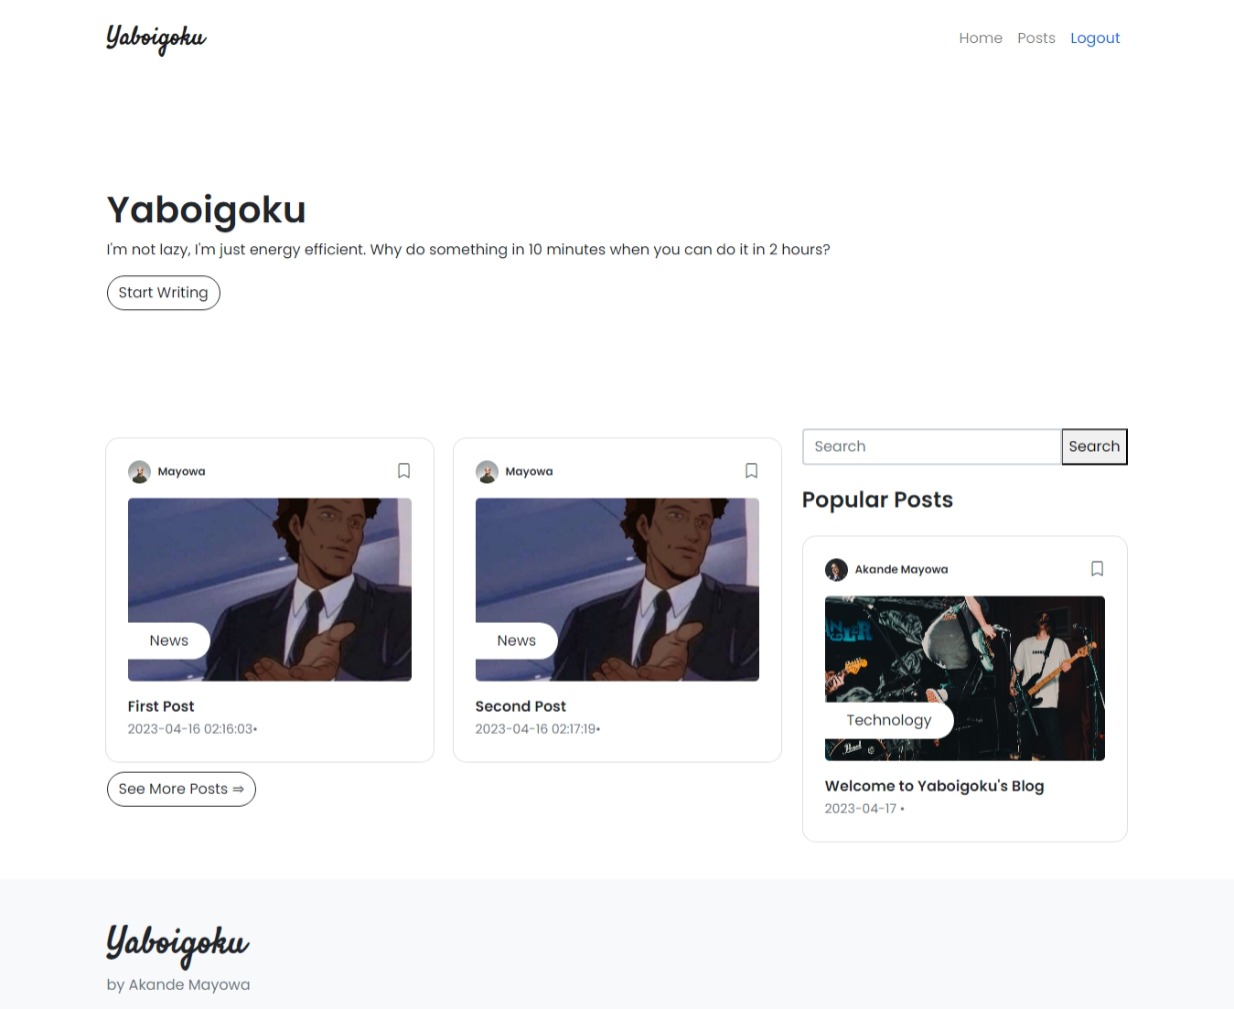 Yaboigoku
Home Posts Logout
Yaboigoku
I'm not lazy, I'm just energy efficient. Why do something in 10 minutes when you can do it in 2 hours?
Start Writing
Mayowa
News
First Post
2023-04-16 02:16:03•
Mayowa
News
Second Post
2023-04-16 02:17:19•
See More Posts ⇒
Search Search
Popular Posts
Akande Mayowa
Technology
Welcome to Yaboigoku's Blog
2023-04-17 •
Yaboigoku
by Akande Mayowa